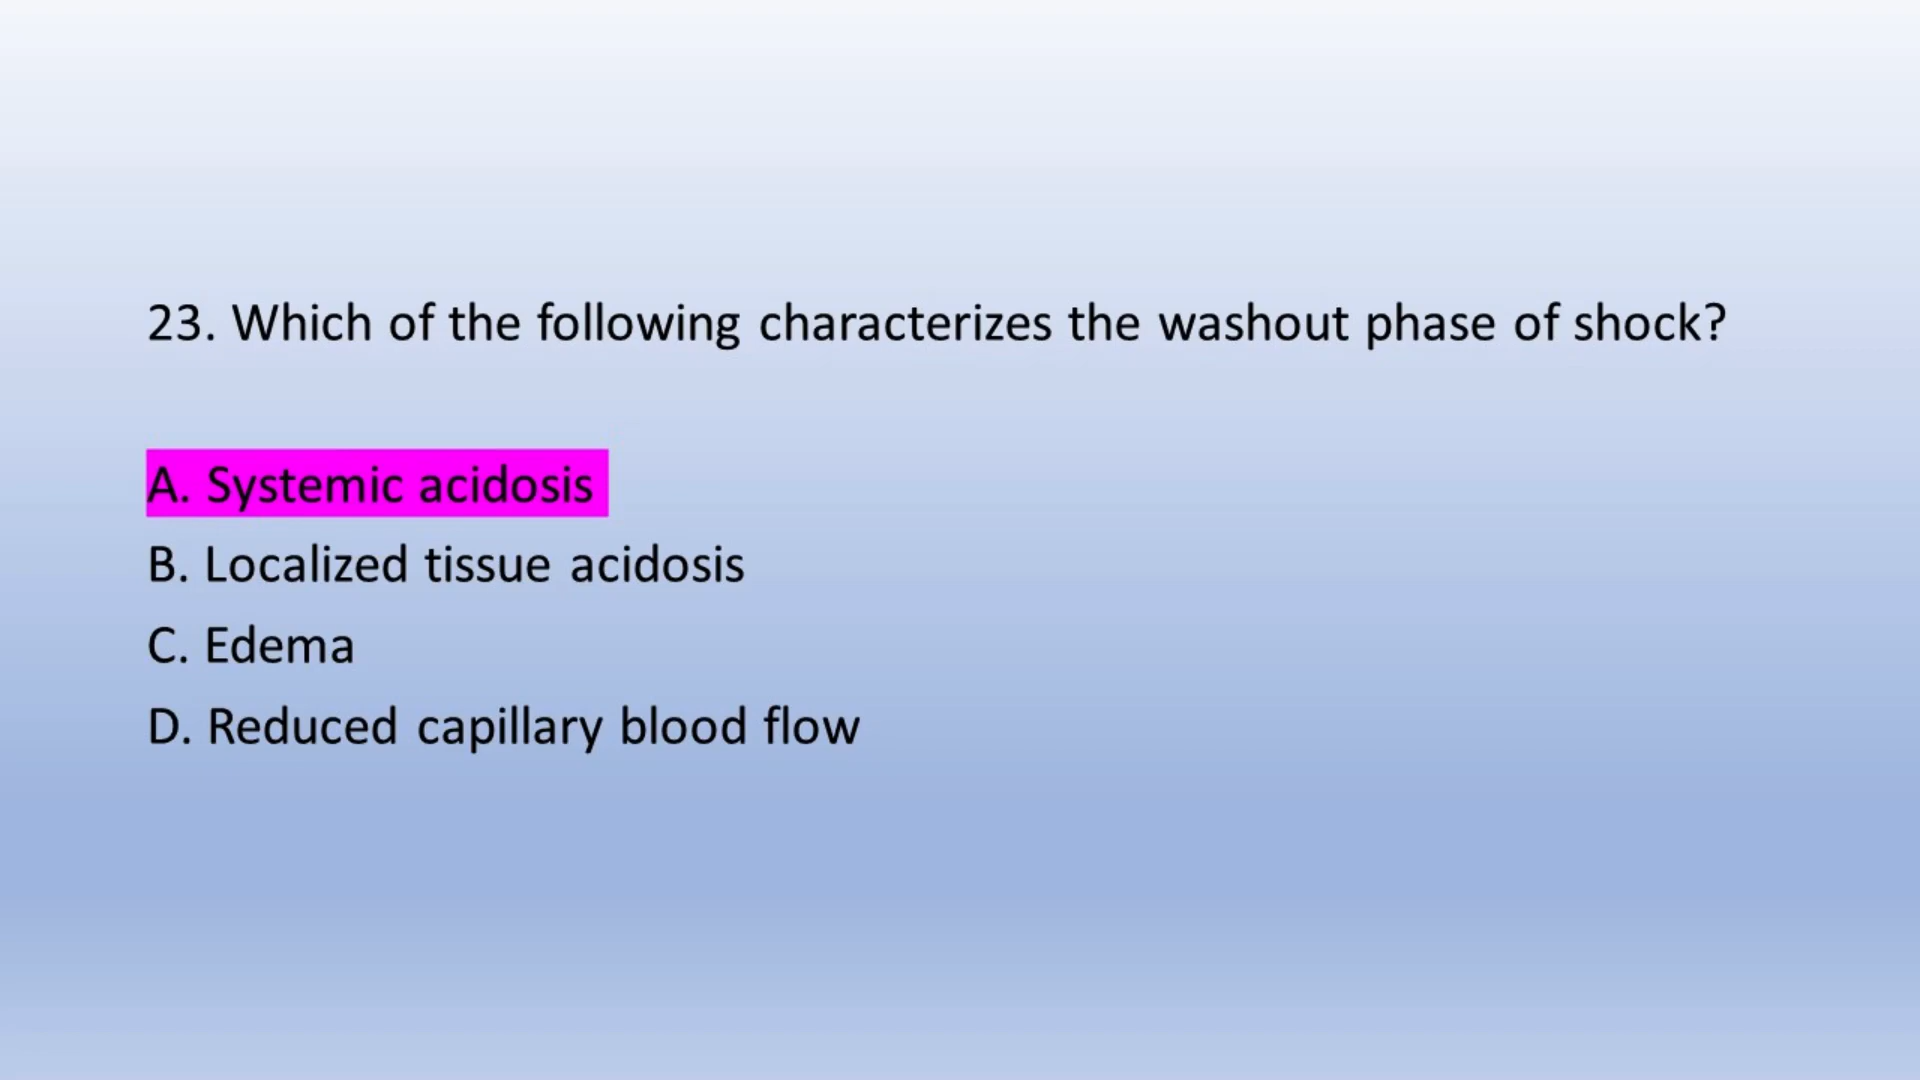 23. Which of the following characterizes the washout phase of shock?
A. Systemic acidosis
B. Localized tissue acidosis
C. Edema
D. Reduced capillary blood flow